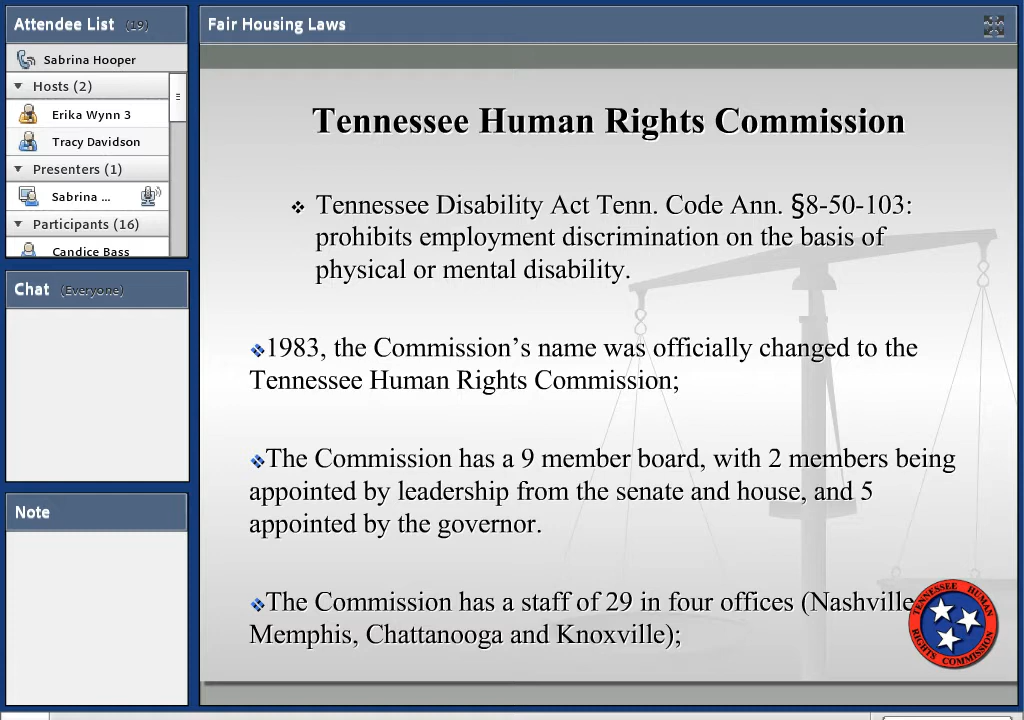 Attendee List (19)
Sabrina Hooper
Hosts (2)
Erika Wynn 3
Tracy Davidson
Presenters (1)
Sabrina ...
Participants (16)
Candice Bass
Chat (Everyone)
Note
Fair Housing Laws
Tennessee Human Rights Commission
Tennessee Disability Act Tenn. Code Ann. §8-50-103:
prohibits employment discrimination on the basis of
physical or mental disability.
1983, the Commission's name was officially changed to the
Tennessee Human Rights Commission;
The Commission has a 9 member board, with 2 members being
appointed by leadership from the senate and house, and 5
appointed by the governor.
The Commission has a staff of 29 in four offices (Nashville
Memphis, Chattanooga and Knoxville);
TENNESSEE HUMAN
RIGHTS COMMISSION